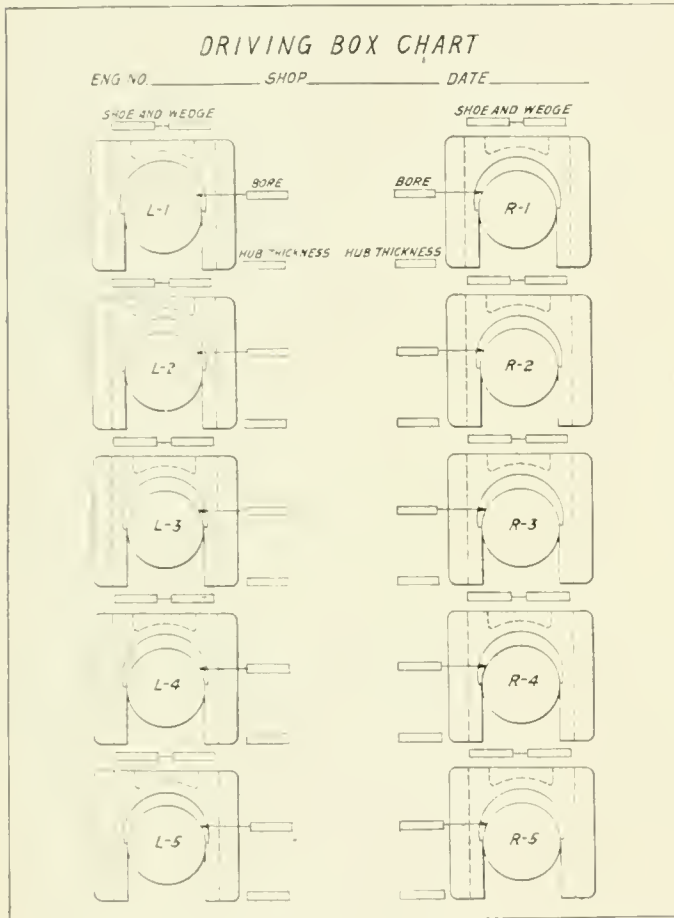 DRIVING BOX CHART
ENG NO. SHOP DATE
SHOE AND WEDGE SHOE AND WEDGE
L-1 BORE BORE R-1
HUB THICKNESS HUB THICKNESS
L-2 R-2
L-3 R-3
L-4 R-4
L-5 R-5